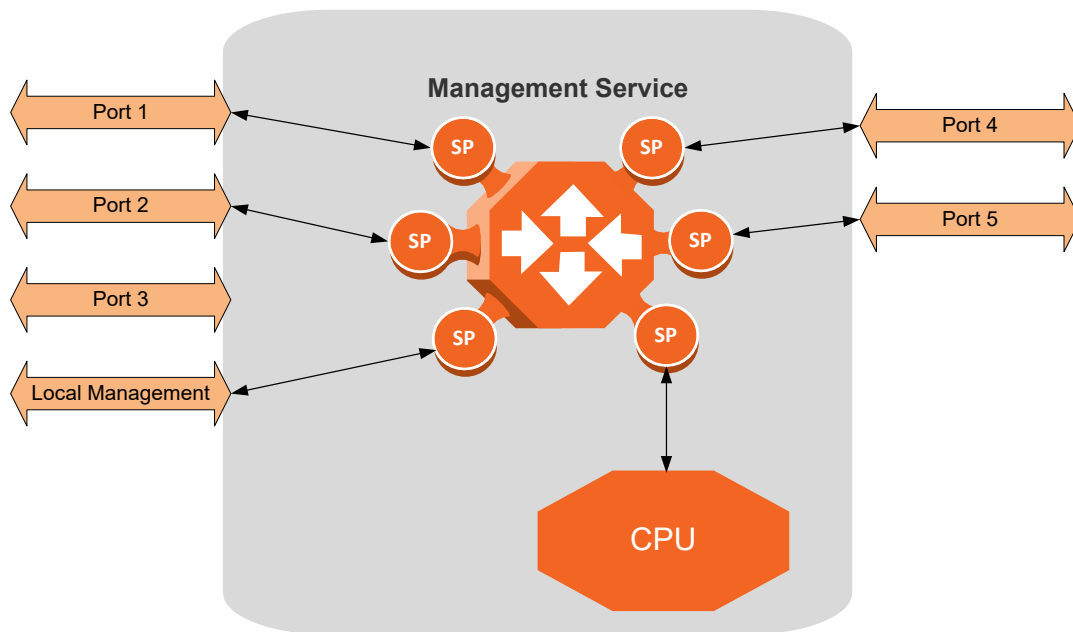 Management Service
Port 1
Port 4
SP
SP
Port 2
Port 5
SP
SP
Port 3
SP
SP
Local Management
CPU